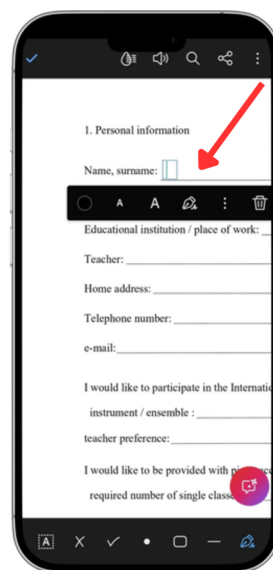 1. Personal information
Name, surname:
A A
Educational institution / place of work:
Teacher:
Home address:
Telephone number:
e-mail:
I would like to participate in the
instrument / ensemble :
teacher preference:
I would like to be provided with
required number of single
A